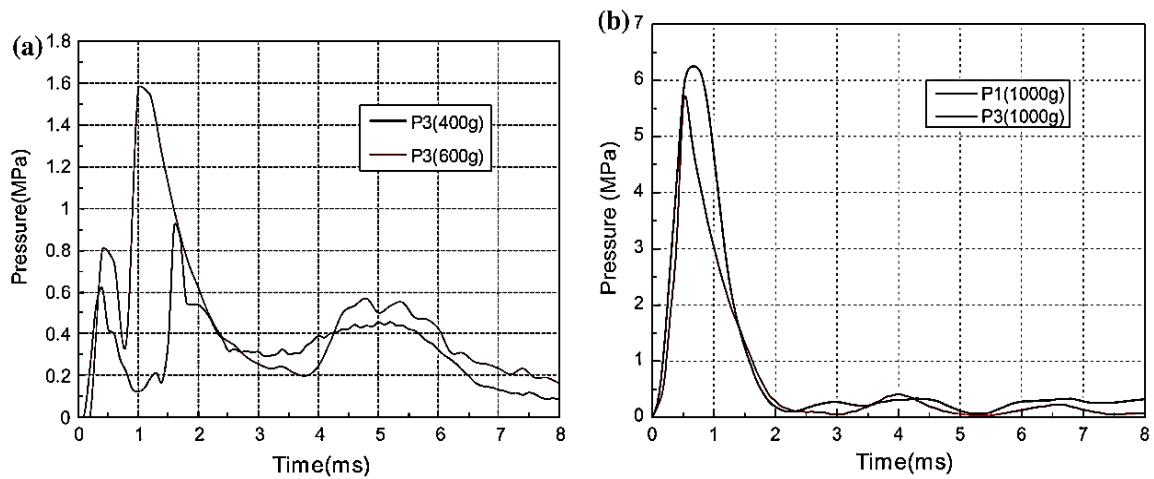 (a)
1.8
1.6
1.4
1.2
1
0.8
0.6
0.4
0.2
0
Pressure(MPa)
P3(400g)
P3(600g)
0 1 2 3 4 5 6 7 8
Time(ms)
(b)
7
6
5
4
3
2
1
0
Pressure (MPa)
P1(1000g)
P3(1000g)
0 1 2 3 4 5 6 7 8
Time(ms)